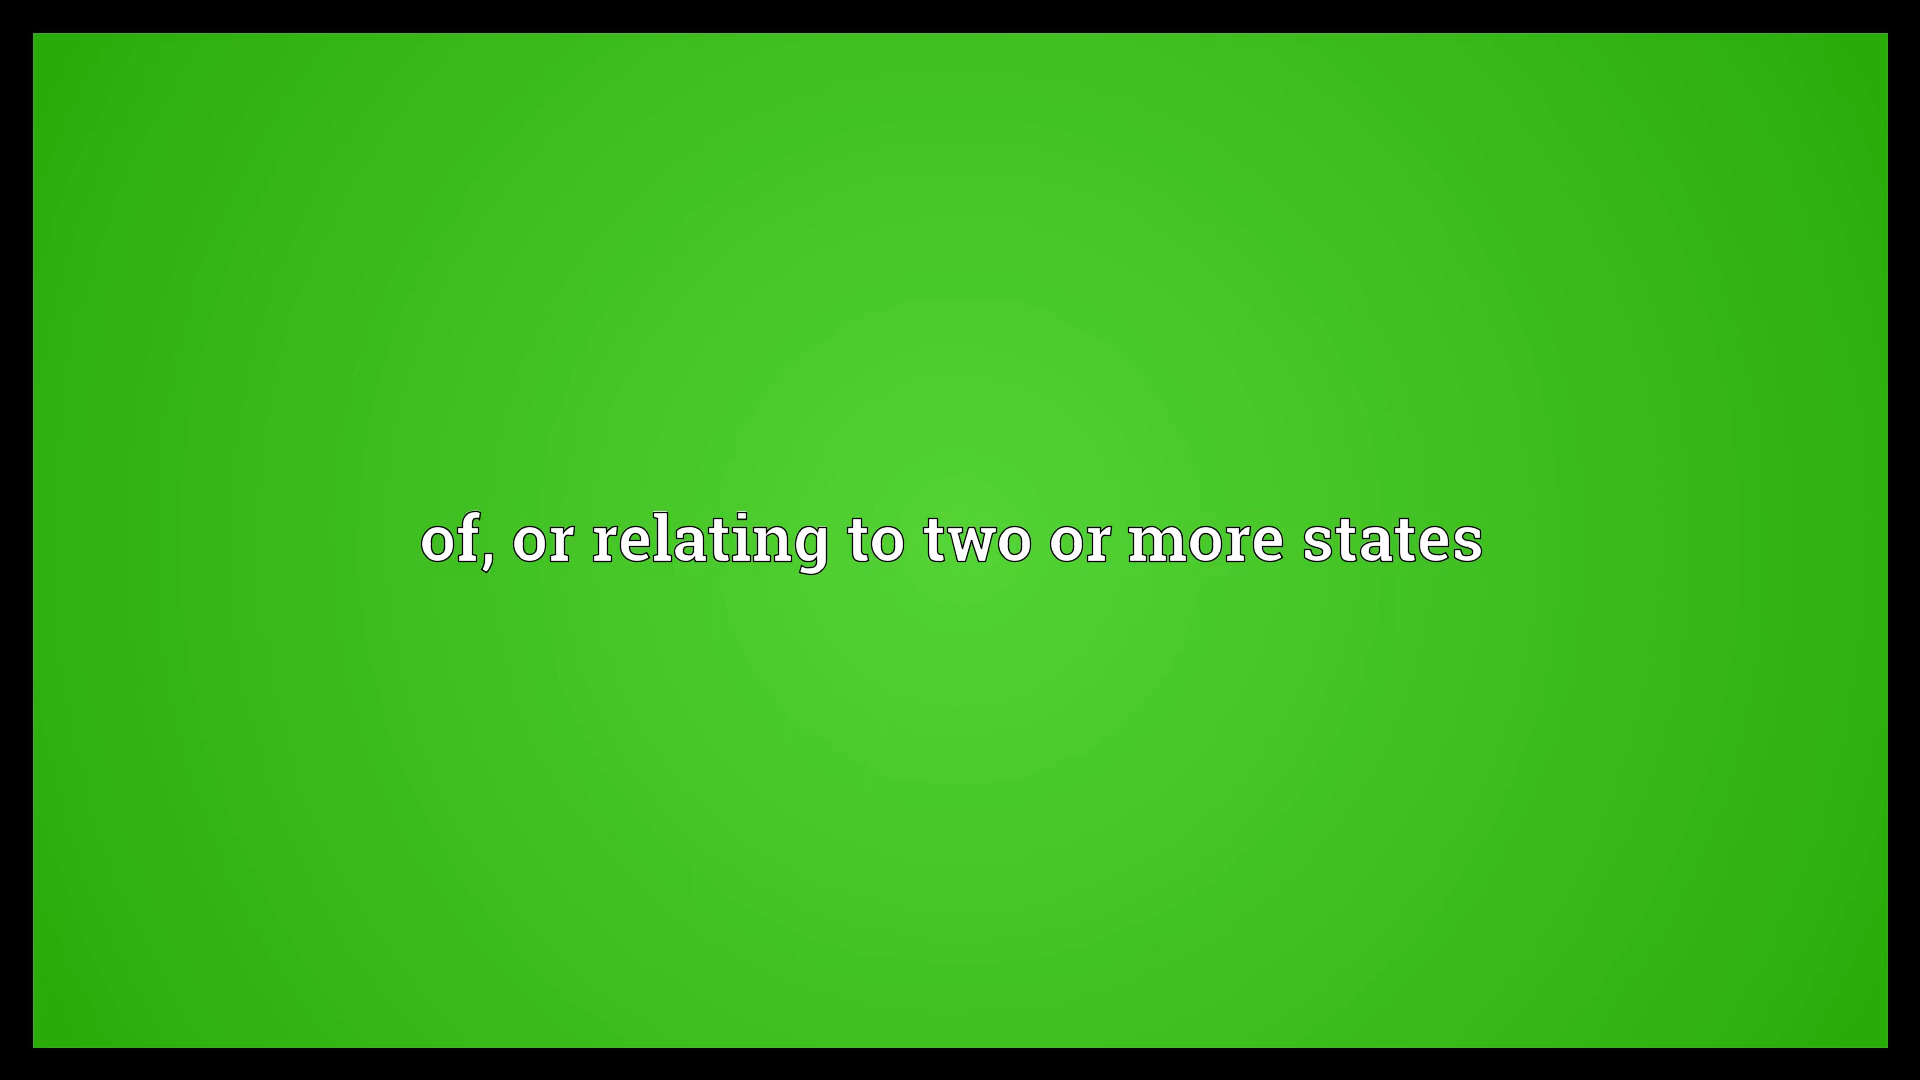 of, or relating to two or more states